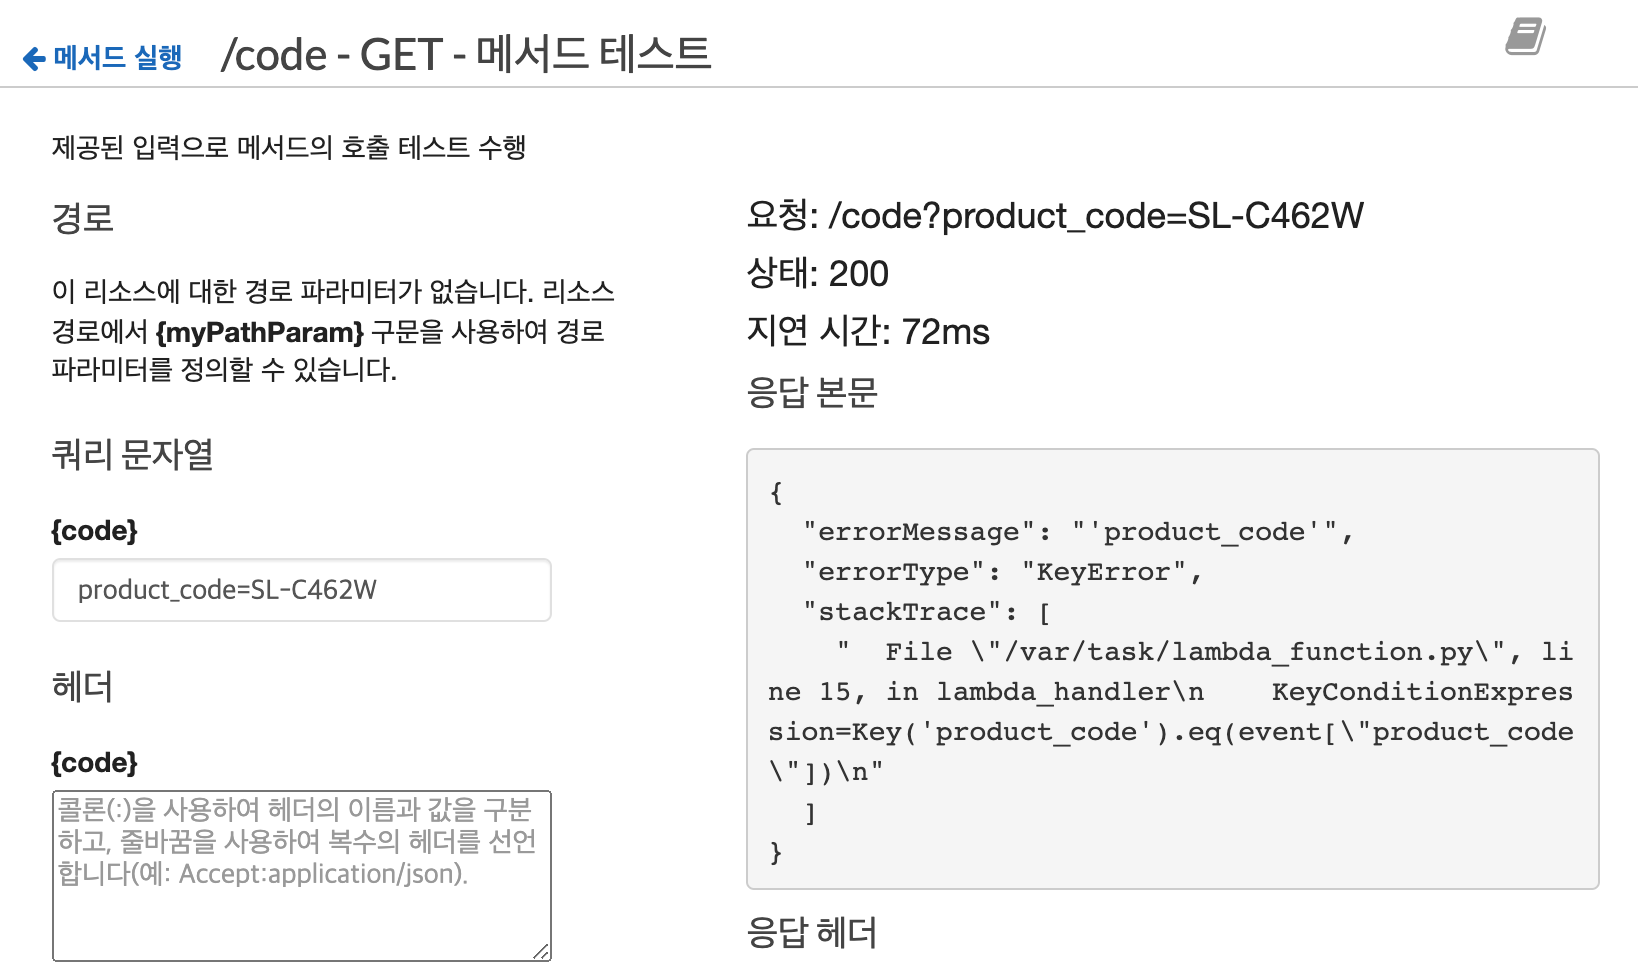 메서드 실행
/code - GET - 메서드 테스트
제공된 입력으로 메서드의 호출 테스트 수행
경로
이 리소스에 대한 경로 파라미터가 없습니다. 리소스
경로에서 {myPathParam} 구문을 사용하여 경로
파라미터를 정의할 수 있습니다.
쿼리 문자열
{code}
product_code=SL-C462W
헤더
{code}
콜론(:)을 사용하여 헤더의 이름과 값을 구분
하고, 줄바꿈을 사용하여 복수의 헤더를 선언
합니다(예: Accept:application/json).
요청: /code?product_code=SL-C462W
상태: 200
지연 시간: 72ms
응답 본문
{
  "errorMessage": "'product_code'",
  "errorType": "KeyError",
  "stackTrace": [
    "  File \"/var/task/lambda_function.py\", li
ne 15, in lambda_handler\n    KeyConditionExpres
sion=Key('product_code').eq(event[\"product_code
\"])\n"
  ]
}
응답 헤더